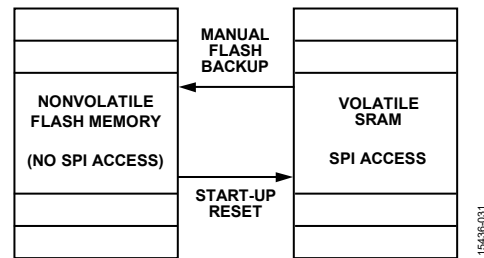 MANUAL
FLASH
BACKUP
NONVOLATILE
FLASH MEMORY
(NO SPI ACCESS)
VOLATILE
SRAM
SPI ACCESS
START-UP
RESET
15436-031